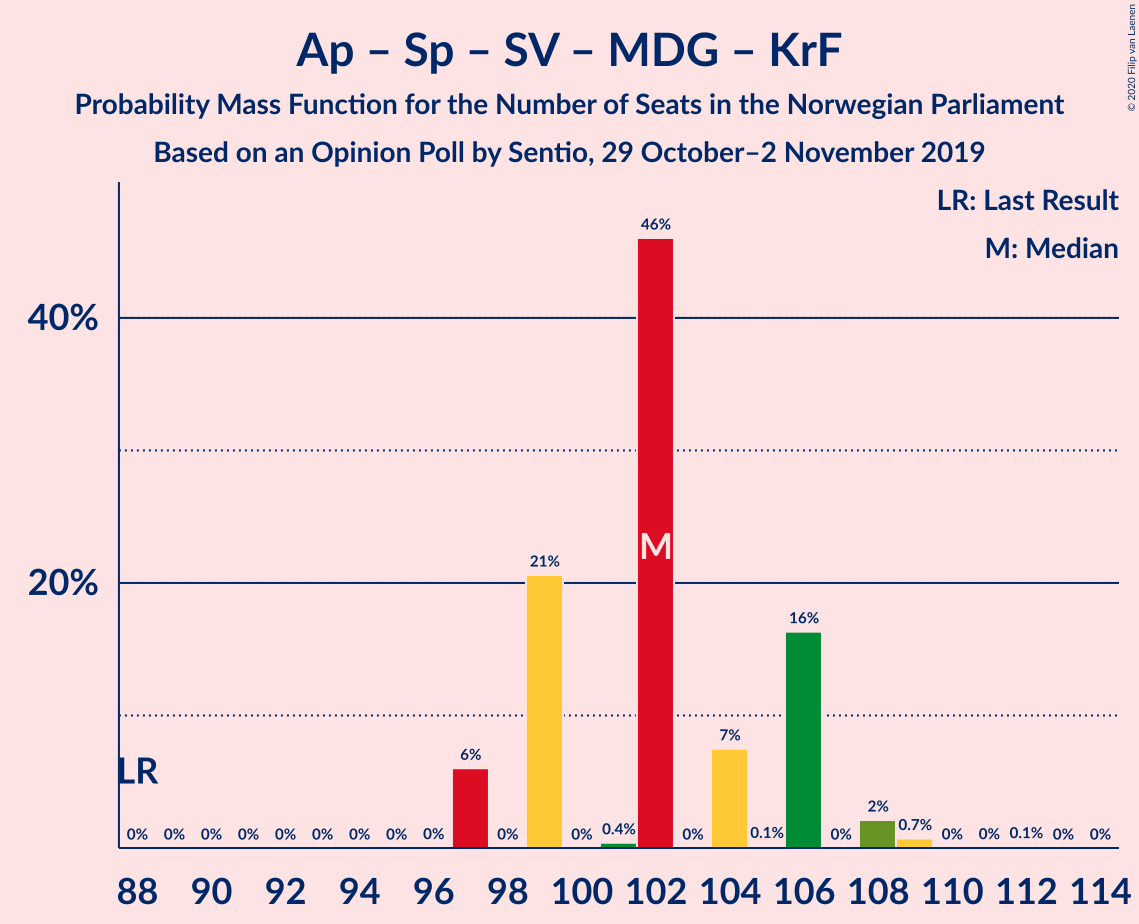 Ap – Sp – SV – MDG – KrF
Probability Mass Function for the Number of Seats in the Norwegian Parliament
Based on an Opinion Poll by Sentio, 29 October–2 November 2019
© 2020 Filip van Laenen
LR: Last Result
M: Median
46%
40%
M
21%
20%
16%
7%
6%
LR
2%
0% 0% 0% 0% 0% 0% 0% 0% 0% 0% 0% 0.4% 0% 0.1% 0% 0.7% 0% 0% 0.1% 0% 0%
88 90 92 94 96 98 100 102 104 106 108 110 112 114